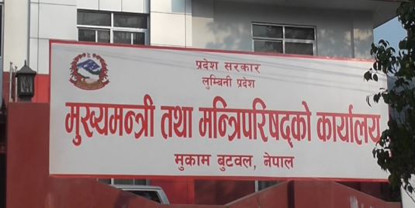 प्रदेश सरकार
लुम्बिनी प्रदेश
मुख्यमन्त्री तथा मन्त्रिपरिषद्को कार्यालय
मुकाम बुटवल, नेपाल